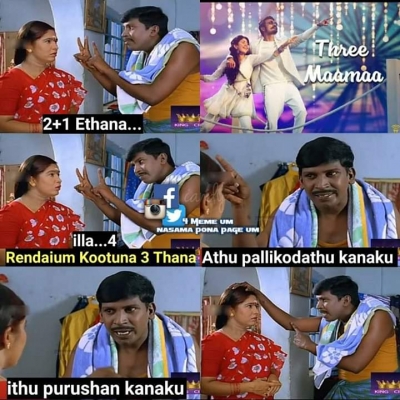 2+1 Ethana...
Three
Maamaa
illa...4
Rendaium Kootuna 3 Thana
4 Meme um
nasama pona page um
Athu pallikodathu kanaku
ithu purushan kanaku